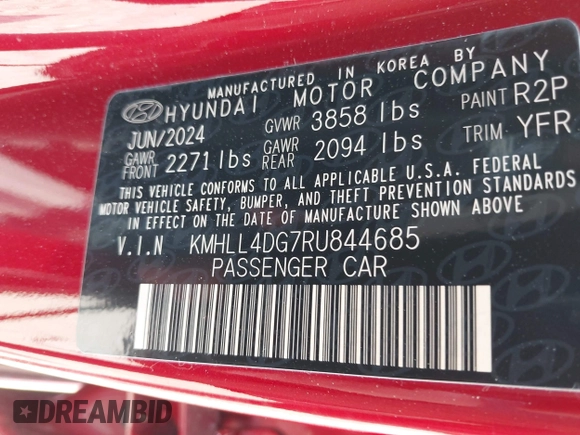 MANUFACTURED IN KOREA BY
HYUNDAI MOTOR COMPANY
JUN/2024 GVWR 3858 lbs PAINT R2P
GAWR FRONT 2271 lbs GAWR REAR 2094 lbs TRIM YFR
THIS VEHICLE CONFORMS TO ALL APPLICABLE U.S.A. FEDERAL
MOTOR VEHICLE SAFETY, BUMPER, AND THEFT PREVENTION STANDARDS
IN EFFECT ON THE DATE OF MANUFACTURE SHOWN ABOVE
V.I.N KMHLL4DG7RU844685
PASSENGER CAR
DREAMBID